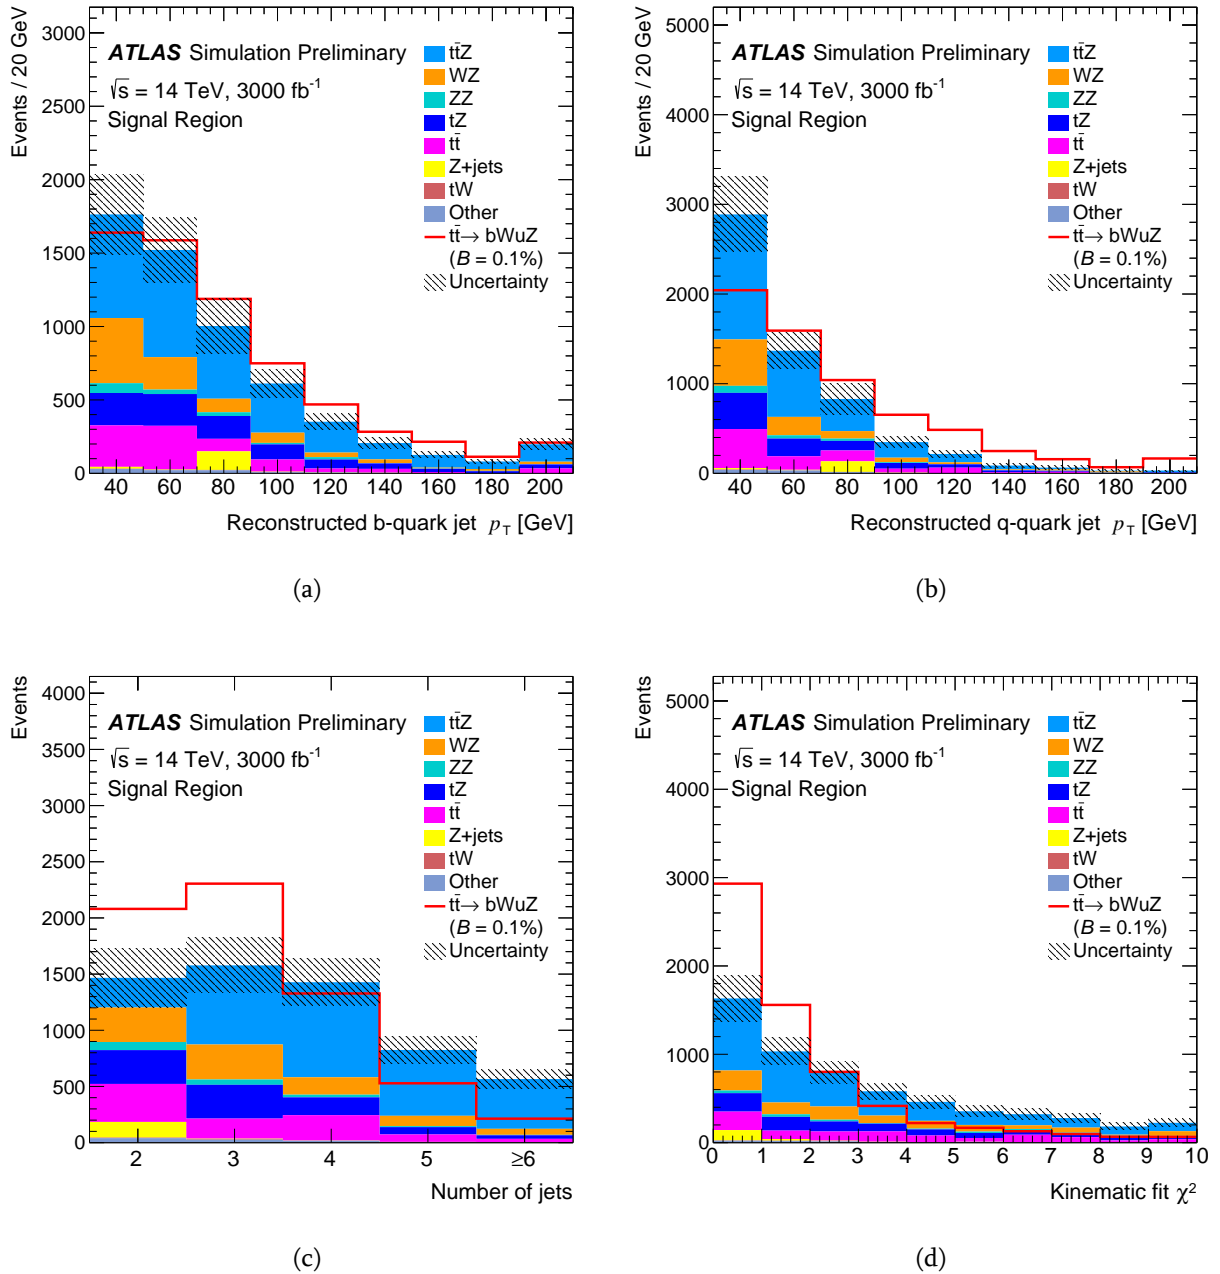 Events / 20 GeV
3000
2500
2000
1500
1000
500
0
ATLAS Simulation Preliminary
√s = 14 TeV, 3000 fb⁻¹
Signal Region
tt̄Z
WZ
ZZ
tZ
tt̄
Z+jets
tW
Other
tt̄→ bWuZ
(B = 0.1%)
Uncertainty
40 60 80 100 120 140 160 180 200
Reconstructed b-quark jet p_T [GeV]
(a)
Events / 20 GeV
5000
4000
3000
2000
1000
0
ATLAS Simulation Preliminary
√s = 14 TeV, 3000 fb⁻¹
Signal Region
tt̄Z
WZ
ZZ
tZ
tt̄
Z+jets
tW
Other
tt̄→ bWuZ
(B = 0.1%)
Uncertainty
40 60 80 100 120 140 160 180 200
Reconstructed q-quark jet p_T [GeV]
(b)
Events
4000
3500
3000
2500
2000
1500
1000
500
0
ATLAS Simulation Preliminary
√s = 14 TeV, 3000 fb⁻¹
Signal Region
tt̄Z
WZ
ZZ
tZ
tt̄
Z+jets
tW
Other
tt̄→ bWuZ
(B = 0.1%)
Uncertainty
2 3 4 5 ≥6
Number of jets
(c)
Events
5000
4000
3000
2000
1000
0
ATLAS Simulation Preliminary
√s = 14 TeV, 3000 fb⁻¹
Signal Region
tt̄Z
WZ
ZZ
tZ
tt̄
Z+jets
tW
Other
tt̄→ bWuZ
(B = 0.1%)
Uncertainty
0 1 2 3 4 5 6 7 8 9 10
Kinematic fit χ²
(d)